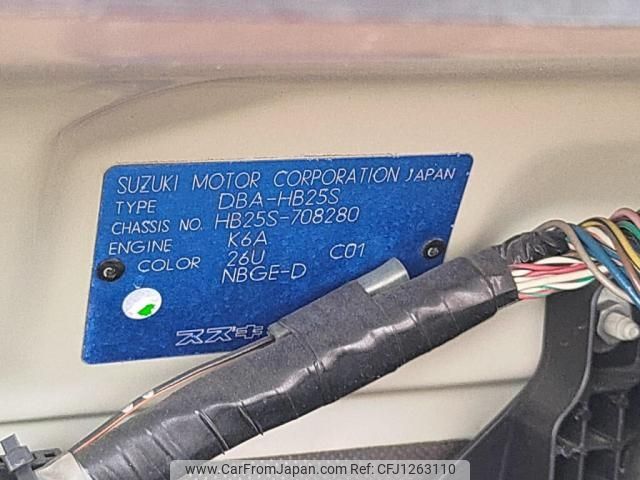 SUZUKI MOTOR CORPORATION JAPAN
TYPE DBA-HB25S
CHASSIS NO. HB25S-708280
ENGINE K6A
COLOR 26U C01
NBGE-D
スズキ
www.CarFromJapan.com - CFJ1263110